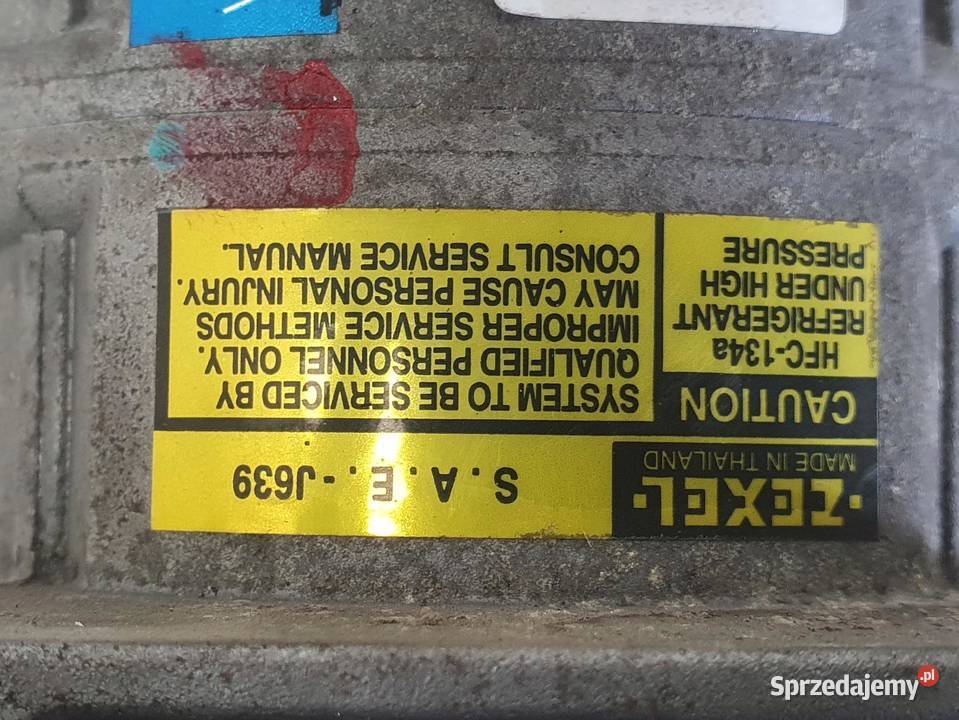 ·ZEXEL·
MADE IN THAILAND
S.A.E.-J639
CAUTION
HFC-134a
REFRIGERANT
UNDER HIGH
PRESSURE
SYSTEM TO BE SERVICED BY
QUALIFIED PERSONNEL ONLY.
IMPROPER SERVICE METHODS
MAY CAUSE PERSONAL INJURY.
CONSULT SERVICE MANUAL.
Sprzedajemy.pl